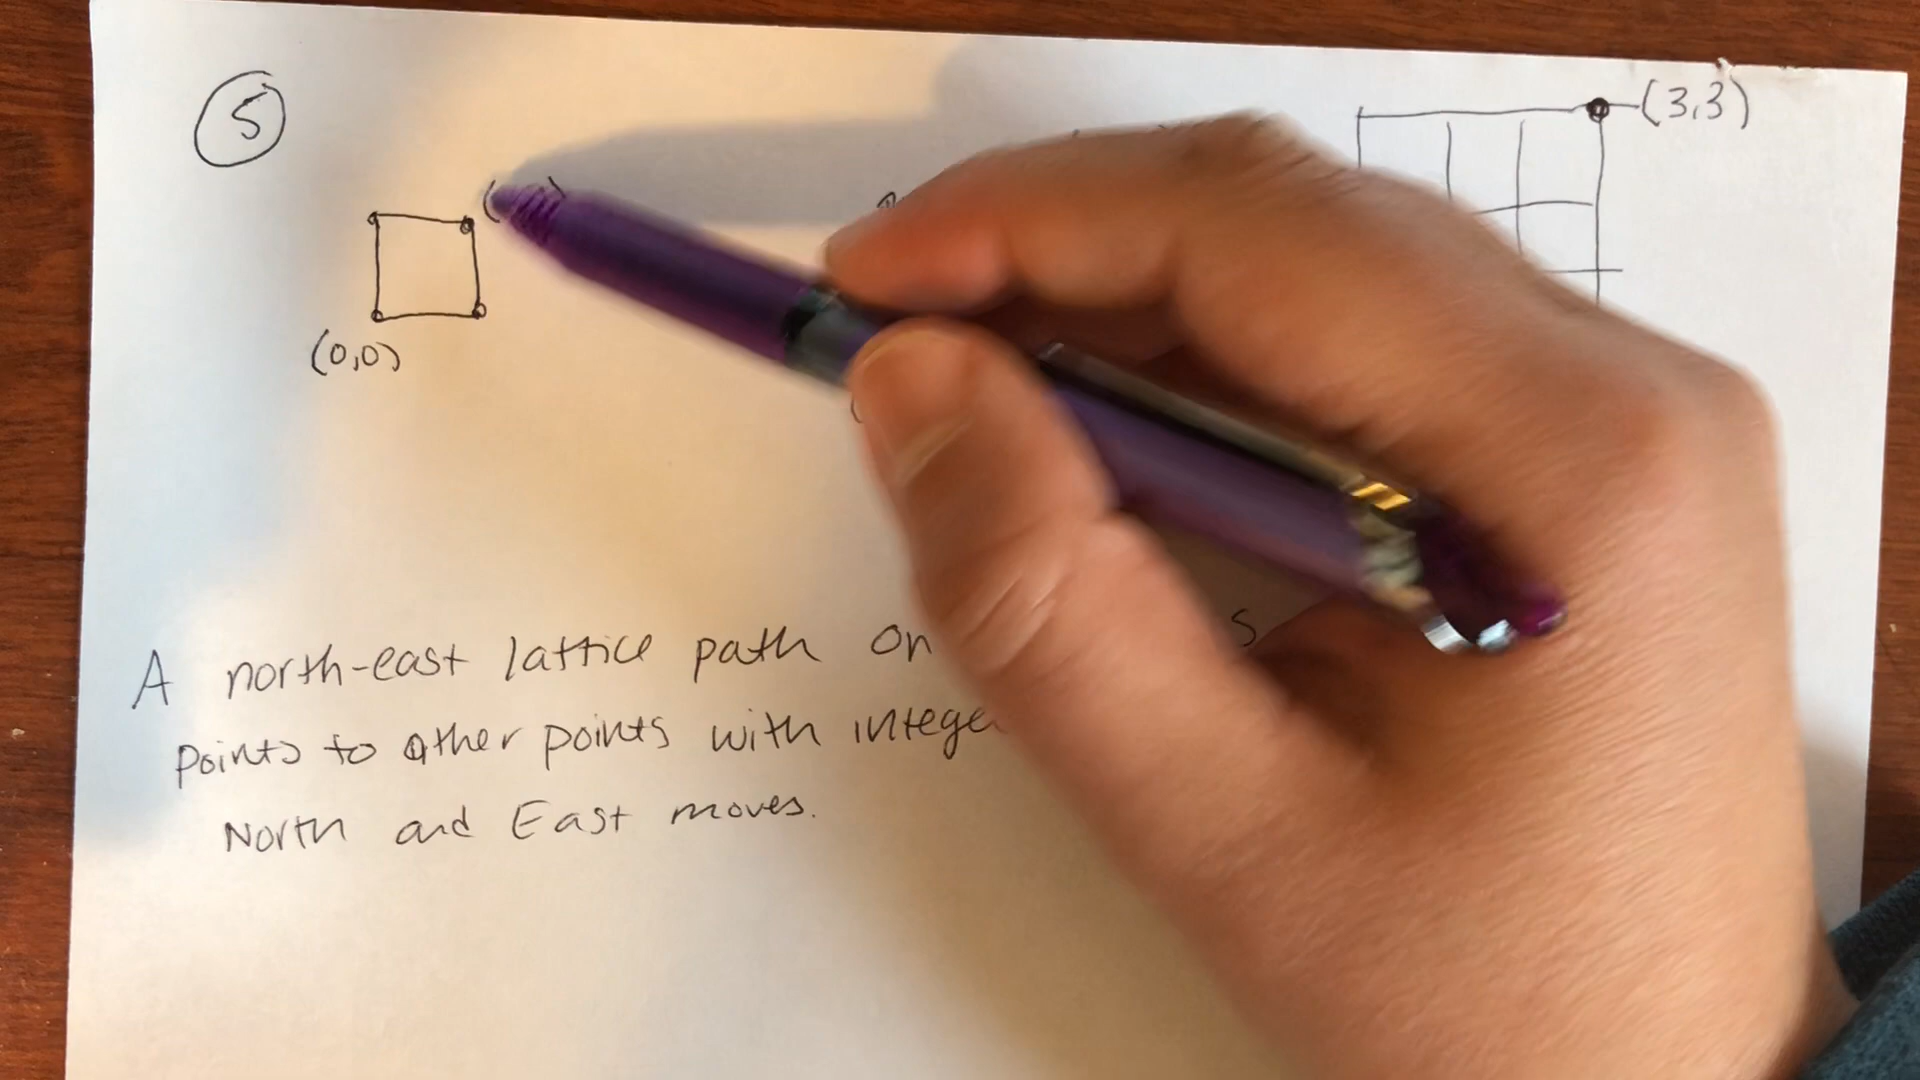 5
(3,3)
(0,0)
A north-east lattice path on
points to other points with
North and East moves.